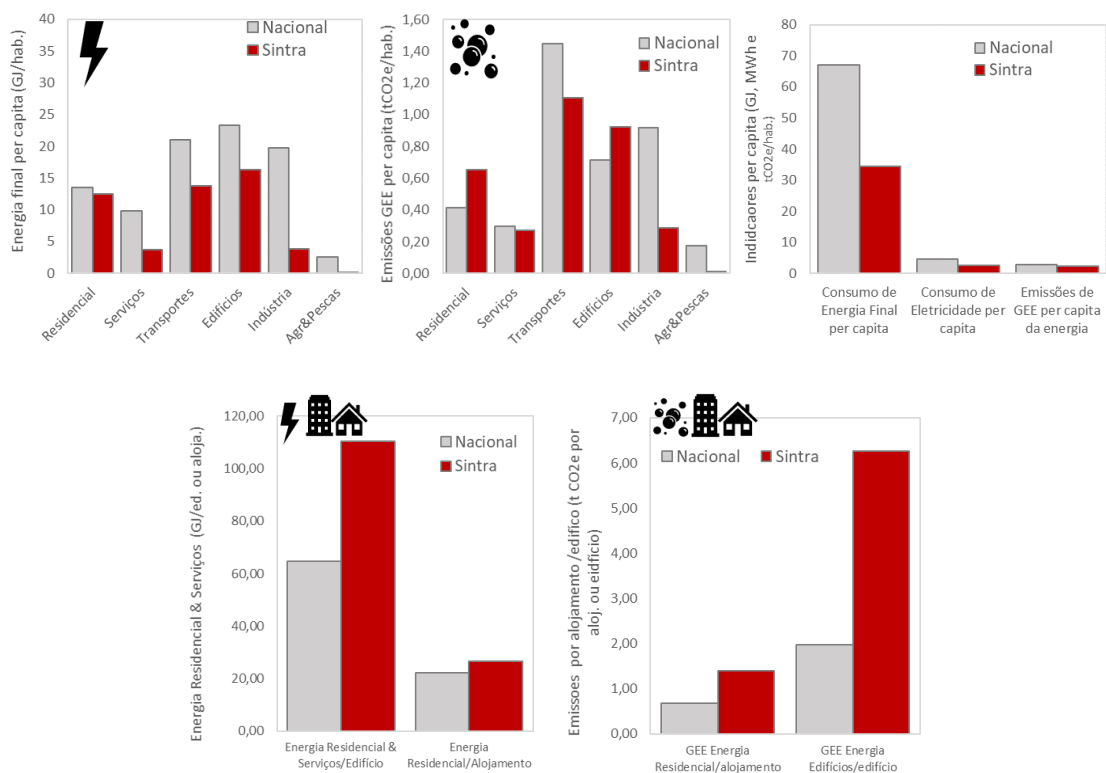 Energia final per capita (GJ/hab.)
40
35
30
25
20
15
10
5
0
Nacional
Sintra
Residencial
Serviços
Transportes
Edifícios
Indústria
Agr&Pescas
Emissões GEE per capita (tCO2e/hab.)
1,60
1,40
1,20
1,00
0,80
0,60
0,40
0,20
0,00
Nacional
Sintra
Residencial
Serviços
Transportes
Edifícios
Indústria
Agr&Pescas
Indidcaores per capita (GJ, MWh e
tCO2e/hab.)
80
70
60
50
40
30
20
10
0
Nacional
Sintra
Consumo de
Energia Final
per capita
Consumo de
Eletricidade per
capita
Emissões de
GEE per capita
da energia
Energia Residencial & Serviços (GJ/ed. ou aloja.)
120,00
100,00
80,00
60,00
40,00
20,00
0,00
Nacional
Sintra
Energia Residencial &
Serviços/Edifício
Energia
Residencial/Alojamento
Emissoes por alojamento /edifico (t CO2e por
aloj. ou eidfício)
7,00
6,00
5,00
4,00
3,00
2,00
1,00
0,00
Nacional
Sintra
GEE Energia
Residencial/alojamento
GEE Energia
Edifícios/edifício